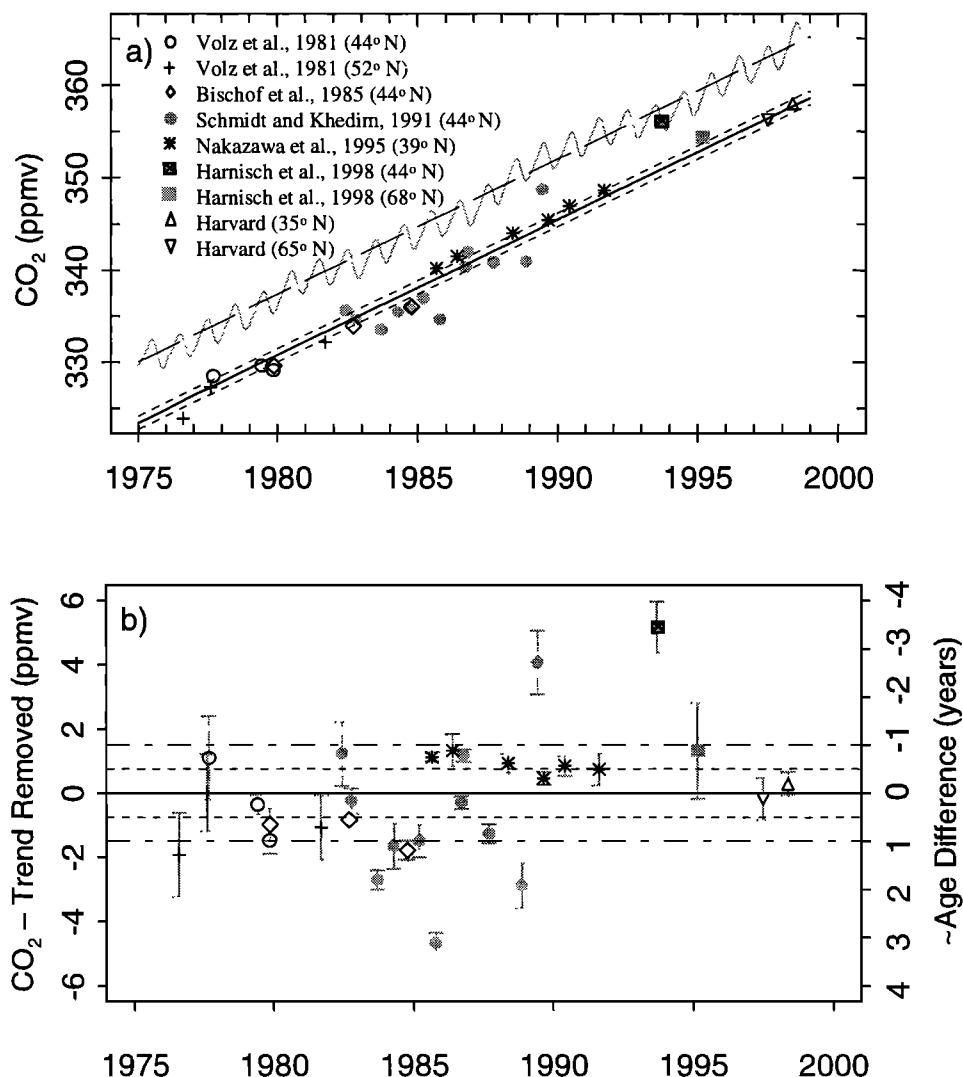 a)
Volz et al., 1981 (44° N)
Volz et al., 1981 (52° N)
Bischof et al., 1985 (44° N)
Schmidt and Khedim, 1991 (44° N)
Nakazawa et al., 1995 (39° N)
Harnisch et al., 1998 (44° N)
Harnisch et al., 1998 (68° N)
Harvard (35° N)
Harvard (65° N)
CO₂ (ppmv)
360
350
340
330
1975 1980 1985 1990 1995 2000
b)
CO₂ – Trend Removed (ppmv)
6
4
2
0
-2
-4
-6
~Age Difference (years)
-4
-3
-2
-1
0
1
2
3
4
1975 1980 1985 1990 1995 2000